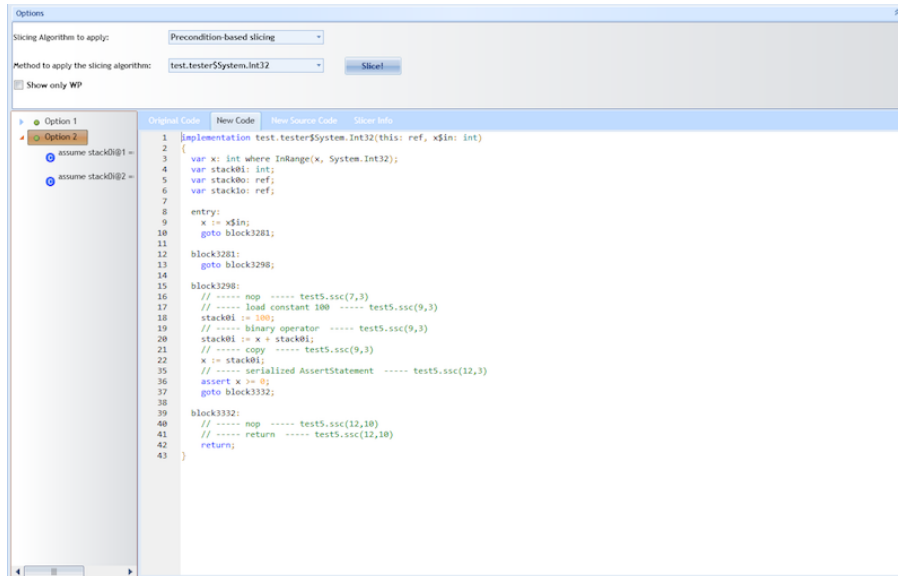 Options
Slicing Algorithm to apply: Precondition-based slicing
Method to apply the slicing algorithm: test.tester$System.Int32 Slice!
Show only WP
Option 1
Option 2
assume stack0i@1 =
assume stack0i@2 =
Original Code New Code New Source Code Slicer Info
1 implementation test.tester$System.Int32(this: ref, x$in: int)
2 {
3 var x: int where InRange(x, System.Int32);
4 var stack0i: int;
5 var stack0o: ref;
6 var stack1o: ref;
7
8 entry:
9 x := x$in;
10 goto block3281;
11
12 block3281:
13 goto block3298;
14
15 block3298:
16 // ----- nop ----- test5.ssc(7,3)
17 // ----- load constant 100 ----- test5.ssc(9,3)
18 stack0i := 100;
19 // ----- binary operator ----- test5.ssc(9,3)
20 stack0i := x + stack0i;
21 // ----- copy ----- test5.ssc(9,3)
22 x := stack0i;
35 // ----- serialized AssertStatement ----- test5.ssc(12,3)
36 assert x >= 0;
37 goto block3332;
38
39 block3332:
40 // ----- nop ----- test5.ssc(12,10)
41 // ----- return ----- test5.ssc(12,10)
42 return;
43 }